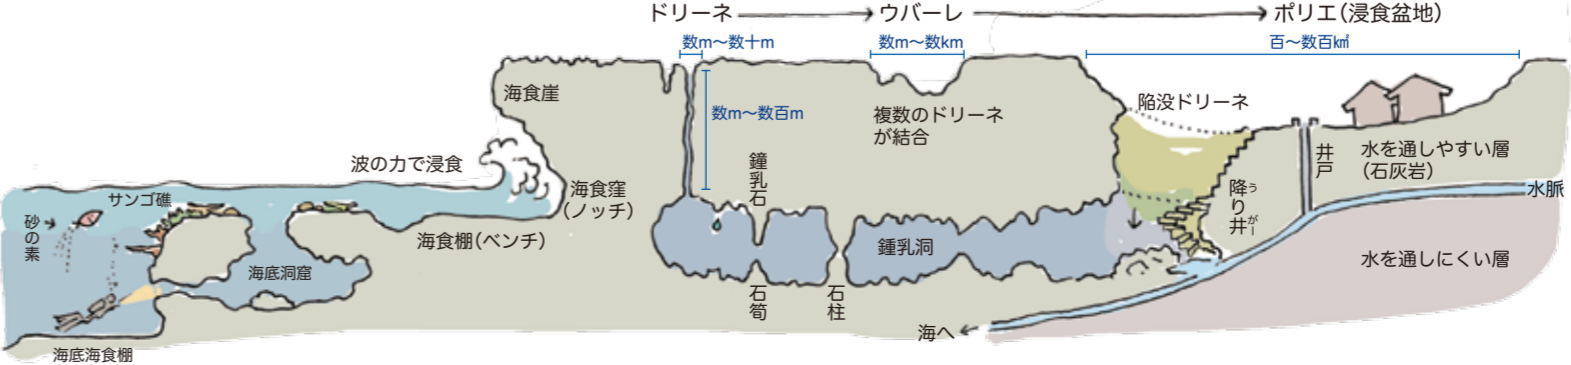 ドリーネ
ウバーレ
ポリエ（浸食盆地）
数m～数十m
数m～数km
百～数百㎢
海食崖
数m～数百m
複数のドリーネ
が結合
陥没ドリーネ
波の力で浸食
鐘乳石
井戸
水を通しやすい層
（石灰岩）
サンゴ礁
海食窪
（ノッチ）
降り井
うがー
水脈
砂の素
海食棚（ベンチ）
鍾乳洞
海底洞窟
水を通しにくい層
石筍
石柱
海へ
海底海食棚